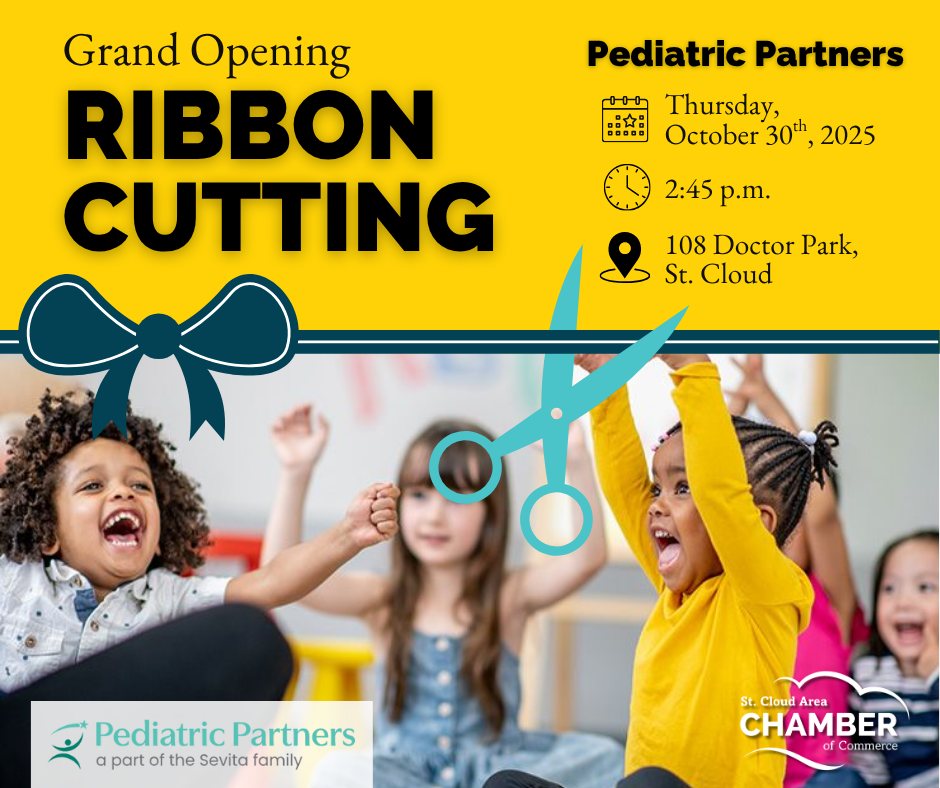 Grand Opening
RIBBON
CUTTING
Pediatric Partners
Thursday,
October 30th, 2025
2:45 p.m.
108 Doctor Park,
St. Cloud
Pediatric Partners
a part of the Sevita family
St. Cloud Area
CHAMBER
of Commerce